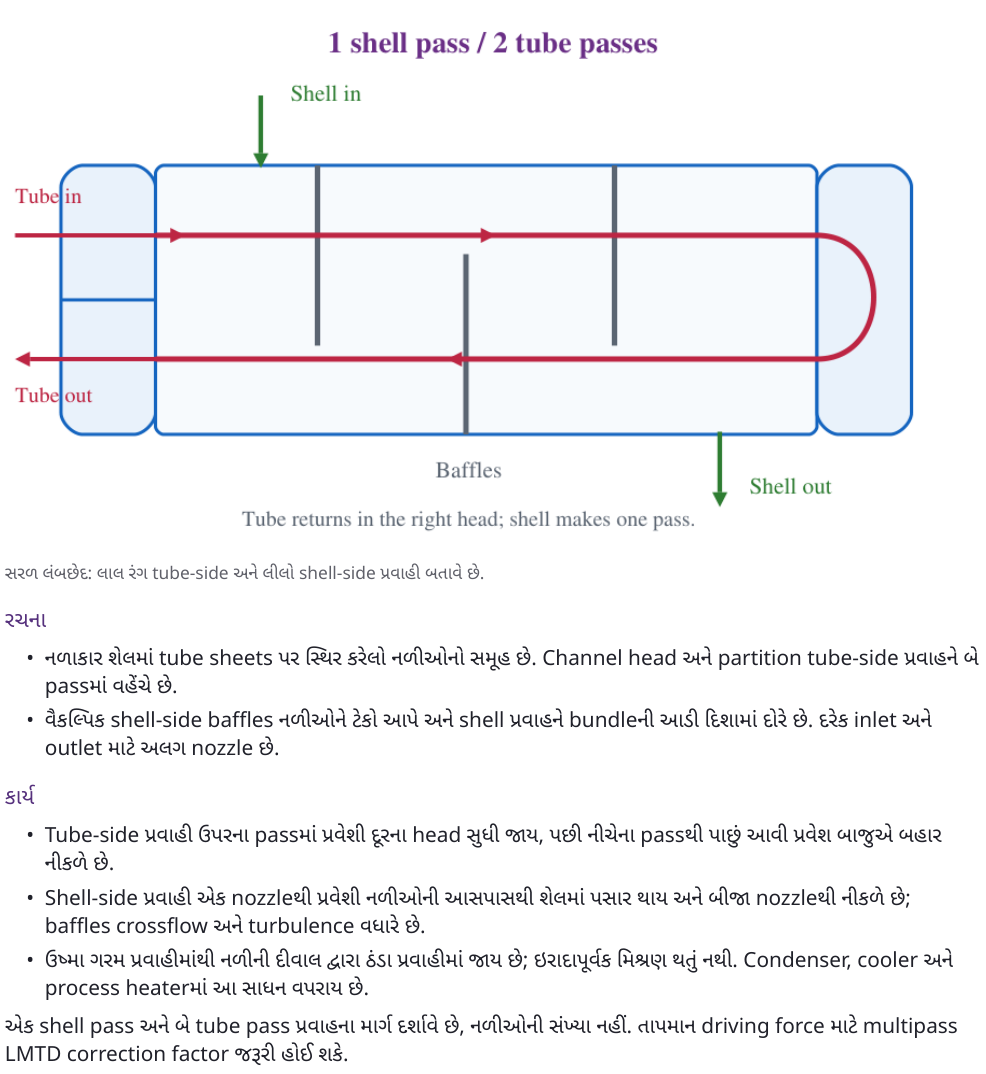 1 shell pass / 2 tube passes
Shell in
Tube in
Tube out
Baffles
Shell out
Tube returns in the right head; shell makes one pass.
સરળ લંબછેદ: લાલ રંગ tube-side અને લીલો shell-side પ્રવાહી બતાવે છે.
રચના
• નળાકાર શેલમાં tube sheets પર સ્થિર કરેલો નળીઓનો સમૂહ છે. Channel head અને partition tube-side પ્રવાહને બે
passમાં વહેંચે છે.
• વૈકલ્પિક shell-side baffles નળીઓને ટેકો આપે અને shell પ્રવાહને bundleની આડી દિશામાં દોરે છે. દરેક inlet અને
outlet માટે અલગ nozzle છે.
કાર્ય
• Tube-side પ્રવાહી ઉપરના passમાં પ્રવેશી દૂરના head સુધી જાય, પછી નીચેના passથી પાછું આવી પ્રવેશ બાજુએ બહાર
નીકળે છે.
• Shell-side પ્રવાહી એક nozzleથી પ્રવેશી નળીઓની આસપાસથી શેલમાં પસાર થાય અને બીજા nozzleથી નીકળે છે;
baffles crossflow અને turbulence વધારે છે.
• ઉષ્મા ગરમ પ્રવાહીમાંથી નળીની દીવાલ દ્વારા ઠંડા પ્રવાહીમાં જાય છે; ઇરાદાપૂર્વક મિશ્રણ થતું નથી. Condenser, cooler અને
process heaterમાં આ સાધન વપરાય છે.
એક shell pass અને બે tube pass પ્રવાહના માર્ગ દર્શાવે છે, નળીઓની સંખ્યા નહીં. તાપમાન driving force માટે multipass
LMTD correction factor જરૂરી હોઈ શકે.